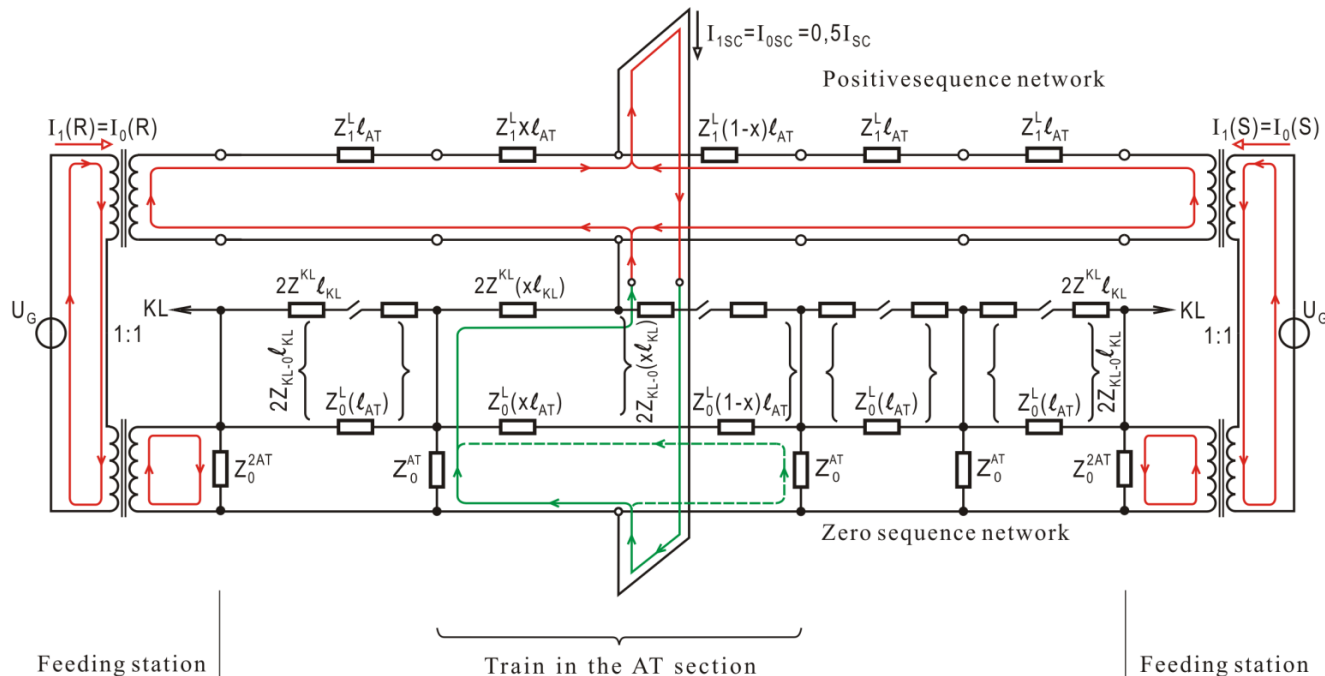 I₁SC=I₀SC=0,5ISC
Positivesequence network
I₁(R)=I₀(R)
Z₁ᴸℓAT
Z₁ᴸxℓAT
Z₁ᴸ(1-x)ℓAT
Z₁ᴸℓAT
Z₁ᴸℓAT
I₁(S)=I₀(S)
KL
2ZᴷᴸℓKL
2Zᴷᴸ(xℓKL)
2ZᴷᴸℓKL
KL
UG
1:1
2ZKL-0ℓKL
2ZKL-0(xℓKL)
2ZKL-0ℓKL
1:1
UG
Z₀ᴸ(ℓAT)
Z₀ᴸ(xℓAT)
Z₀ᴸ(1-x)ℓAT
Z₀ᴸ(ℓAT)
Z₀ᴸ(ℓAT)
Z₀²ᴬᵀ
Z₀ᴬᵀ
Z₀ᴬᵀ
Z₀ᴬᵀ
Z₀²ᴬᵀ
Zero sequence network
Feeding station
Train in the AT section
Feeding station